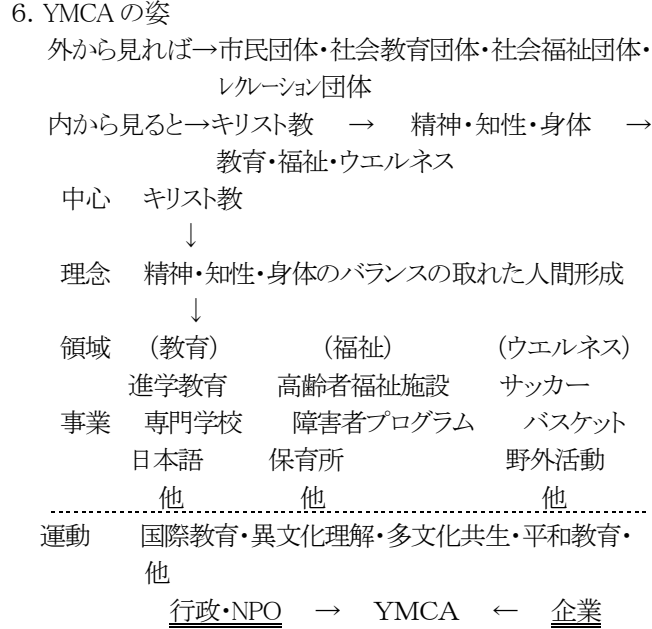 6. YMCA の姿
外から見れば→市民団体・社会教育団体・社会福祉団体・
ﾚｸﾚｰｼｮﾝ団体
内から見ると→キリスト教 → 精神・知性・身体 →
教育・福祉・ウエルネス
中心 キリスト教
↓
理念 精神・知性・身体のバランスの取れた人間形成
↓
領域 (教育) (福祉) (ウエルネス)
進学教育 高齢者福祉施設 サッカー
事業 専門学校 障害者プログラム バスケット
日本語 保育所 野外活動
他 他 他
運動 国際教育・異文化理解・多文化共生・平和教育・
他
行政・NPO → YMCA ← 企業